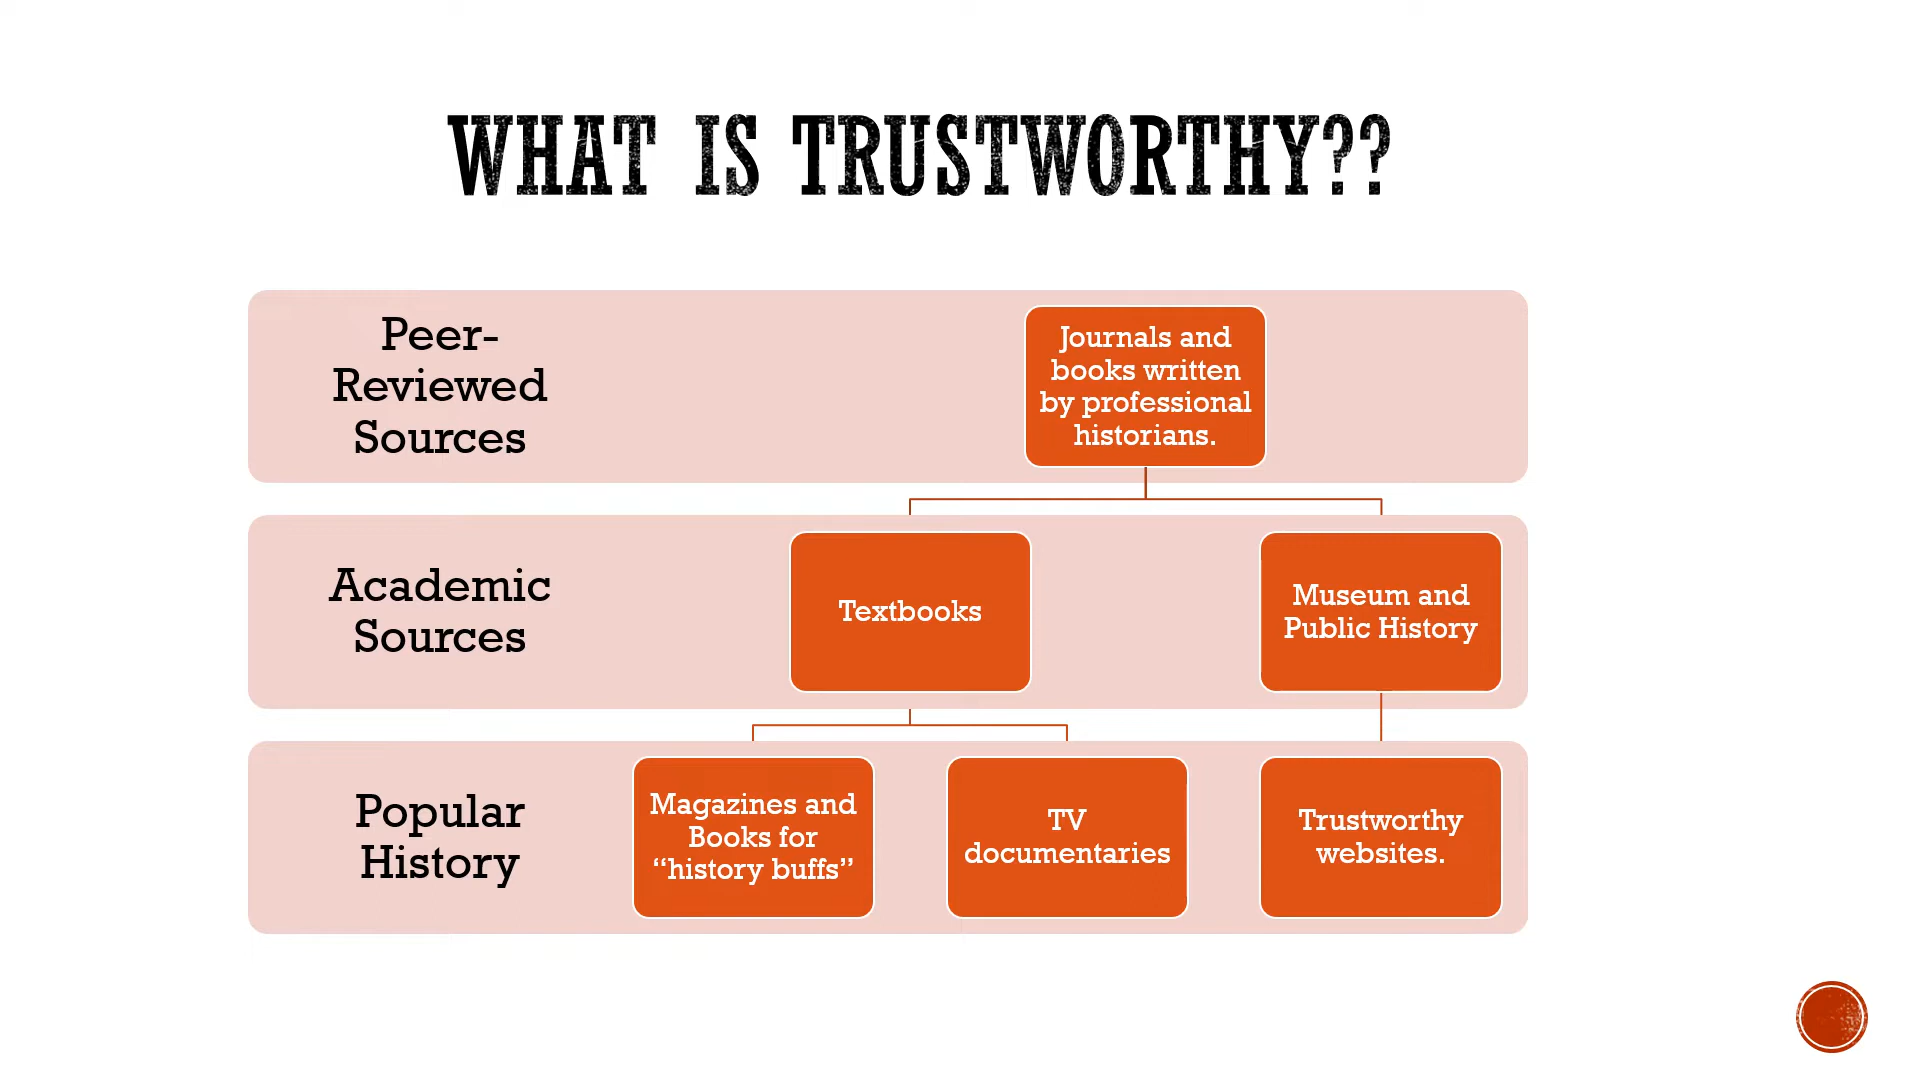 WHAT IS TRUSTWORTHY??
Peer-
Reviewed
Sources
Journals and
books written
by professional
historians.
Academic
Sources
Textbooks
Museum and
Public History
Popular
History
Magazines and
Books for
“history buffs”
TV
documentaries
Trustworthy
websites.